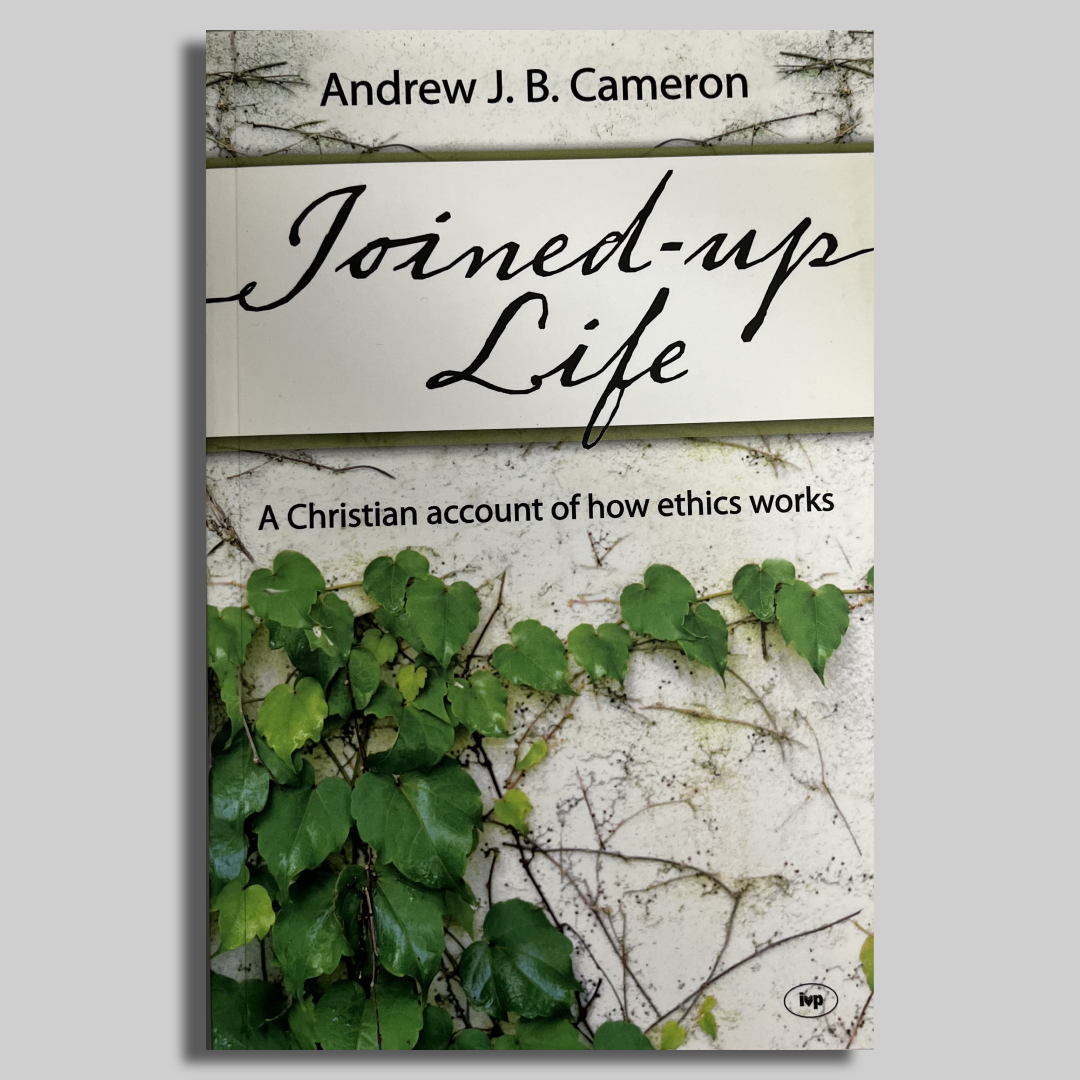 Andrew J. B. Cameron
Joined-up
Life
A Christian account of how ethics works
ivp